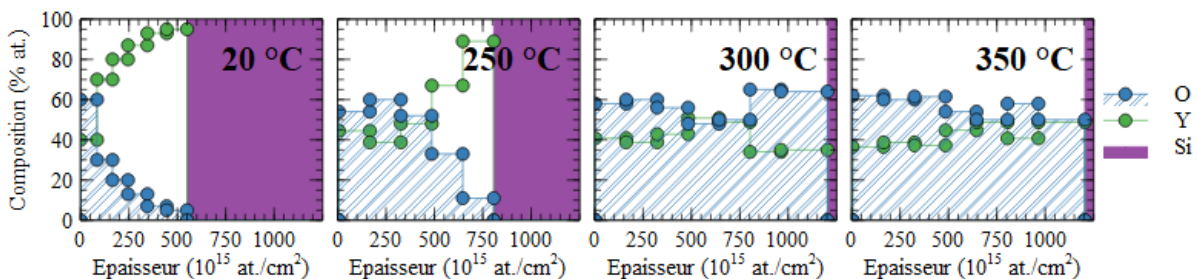 Composition (% at.)
100
80
60
40
20
0
20 °C
250 °C
300 °C
350 °C
O
Y
Si
0 250 500 750 1000
0 250 500 750 1000
0 250 500 750 1000
0 250 500 750 1000
Epaisseur (10¹⁵ at./cm²)
Epaisseur (10¹⁵ at./cm²)
Epaisseur (10¹⁵ at./cm²)
Epaisseur (10¹⁵ at./cm²)